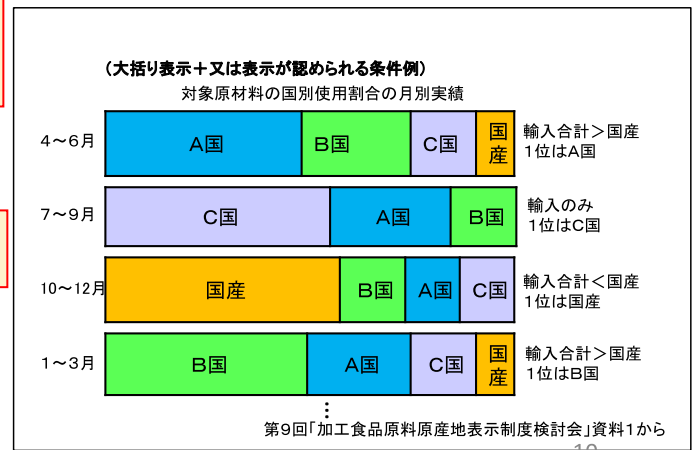 （大括り表示＋又は表示が認められる条件例）
対象原材料の国別使用割合の月別実績
4～6月
A国
B国
C国
国産
輸入合計＞国産
1位はA国
7～9月
C国
A国
B国
輸入のみ
1位はC国
10～12月
国産
B国
A国
C国
輸入合計＜国産
1位は国産
1～3月
B国
A国
C国
国産
輸入合計＞国産
1位はB国
⋮
第9回「加工食品原料原産地表示制度検討会」資料1から